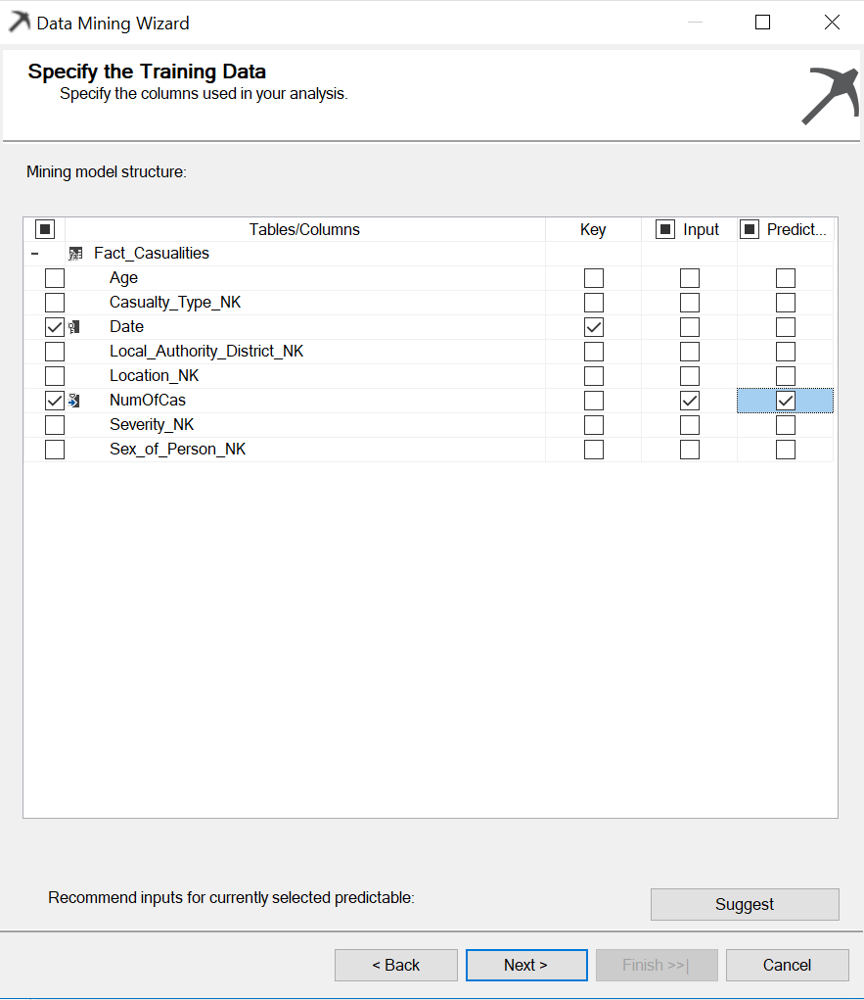 Data Mining Wizard
Specify the Training Data
Specify the columns used in your analysis.
Mining model structure:
Tables/Columns Key Input Predict...
Fact_Casualities
Age
Casualty_Type_NK
Date
Local_Authority_District_NK
Location_NK
NumOfCas
Severity_NK
Sex_of_Person_NK
Recommend inputs for currently selected predictable:
Suggest
< Back Next > Finish >>| Cancel